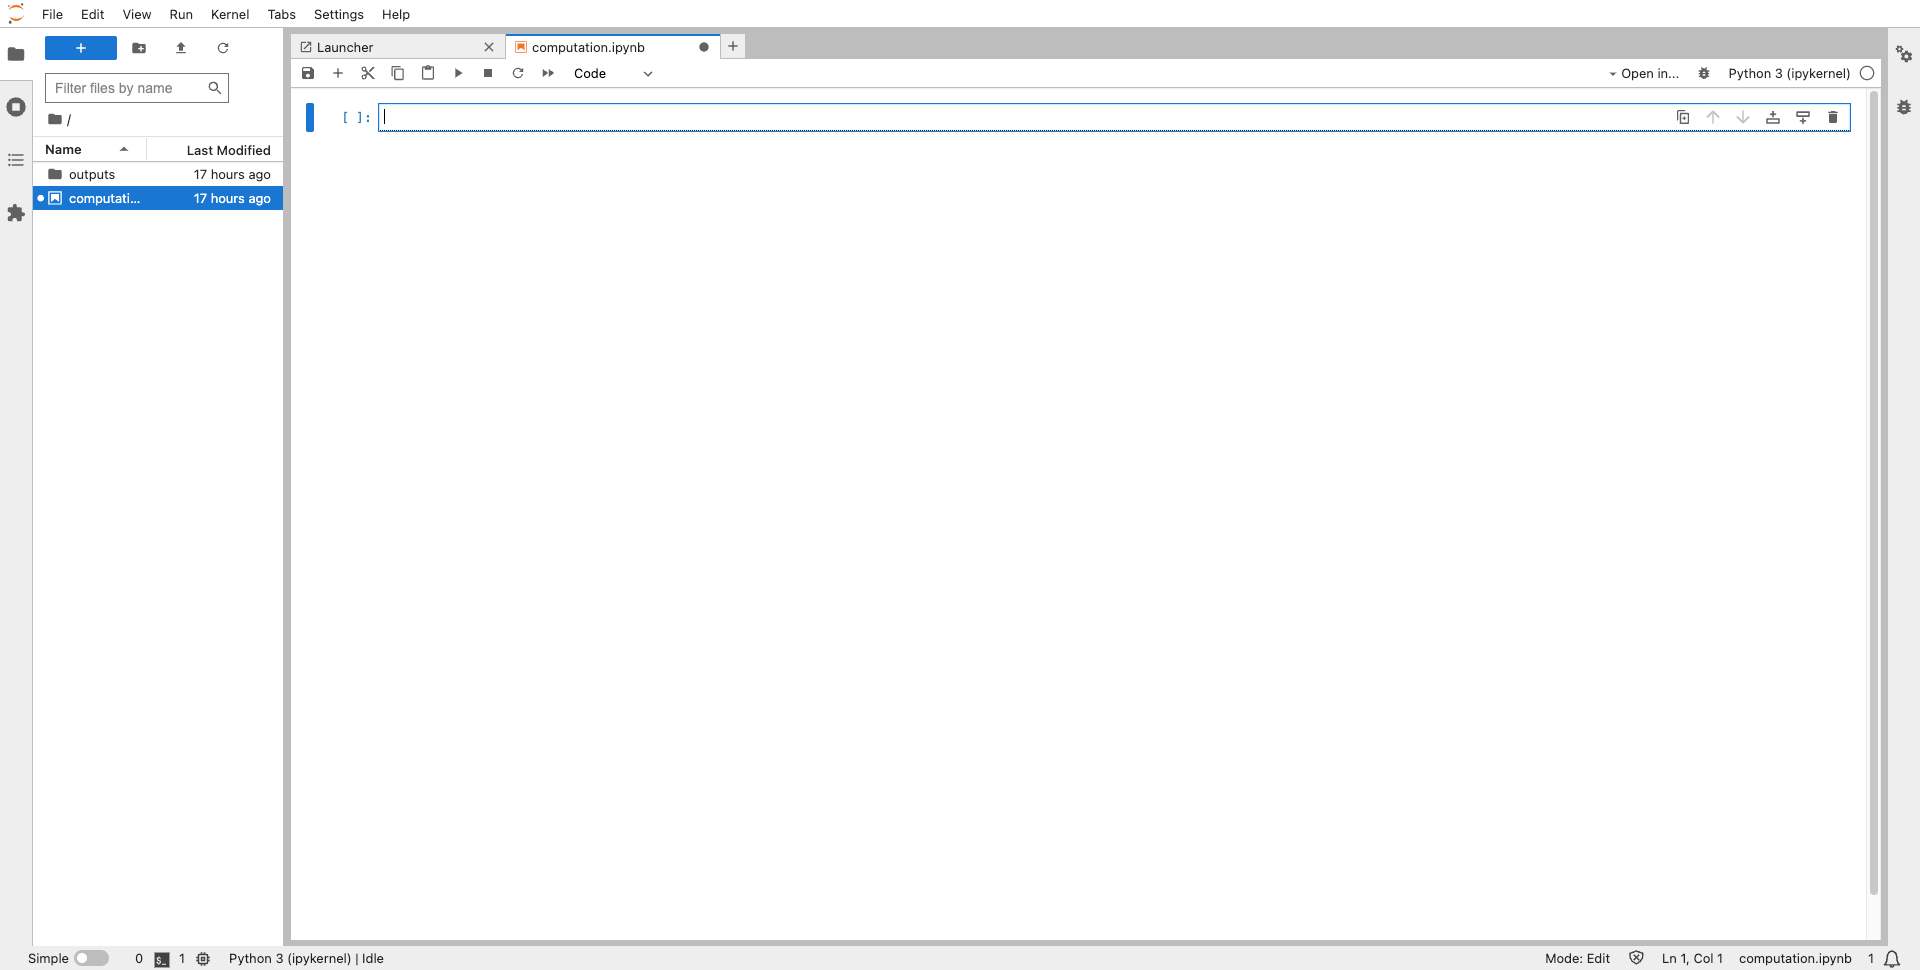 File Edit View Run Kernel Tabs Settings Help
Launcher
computation.ipynb
Code
Open in...
Python 3 (ipykernel)
Filter files by name
/
Name Last Modified
outputs 17 hours ago
computati... 17 hours ago
[ ]:
Simple 0 $_ 1 Python 3 (ipykernel) | Idle Mode: Edit Ln 1, Col 1 computation.ipynb 1